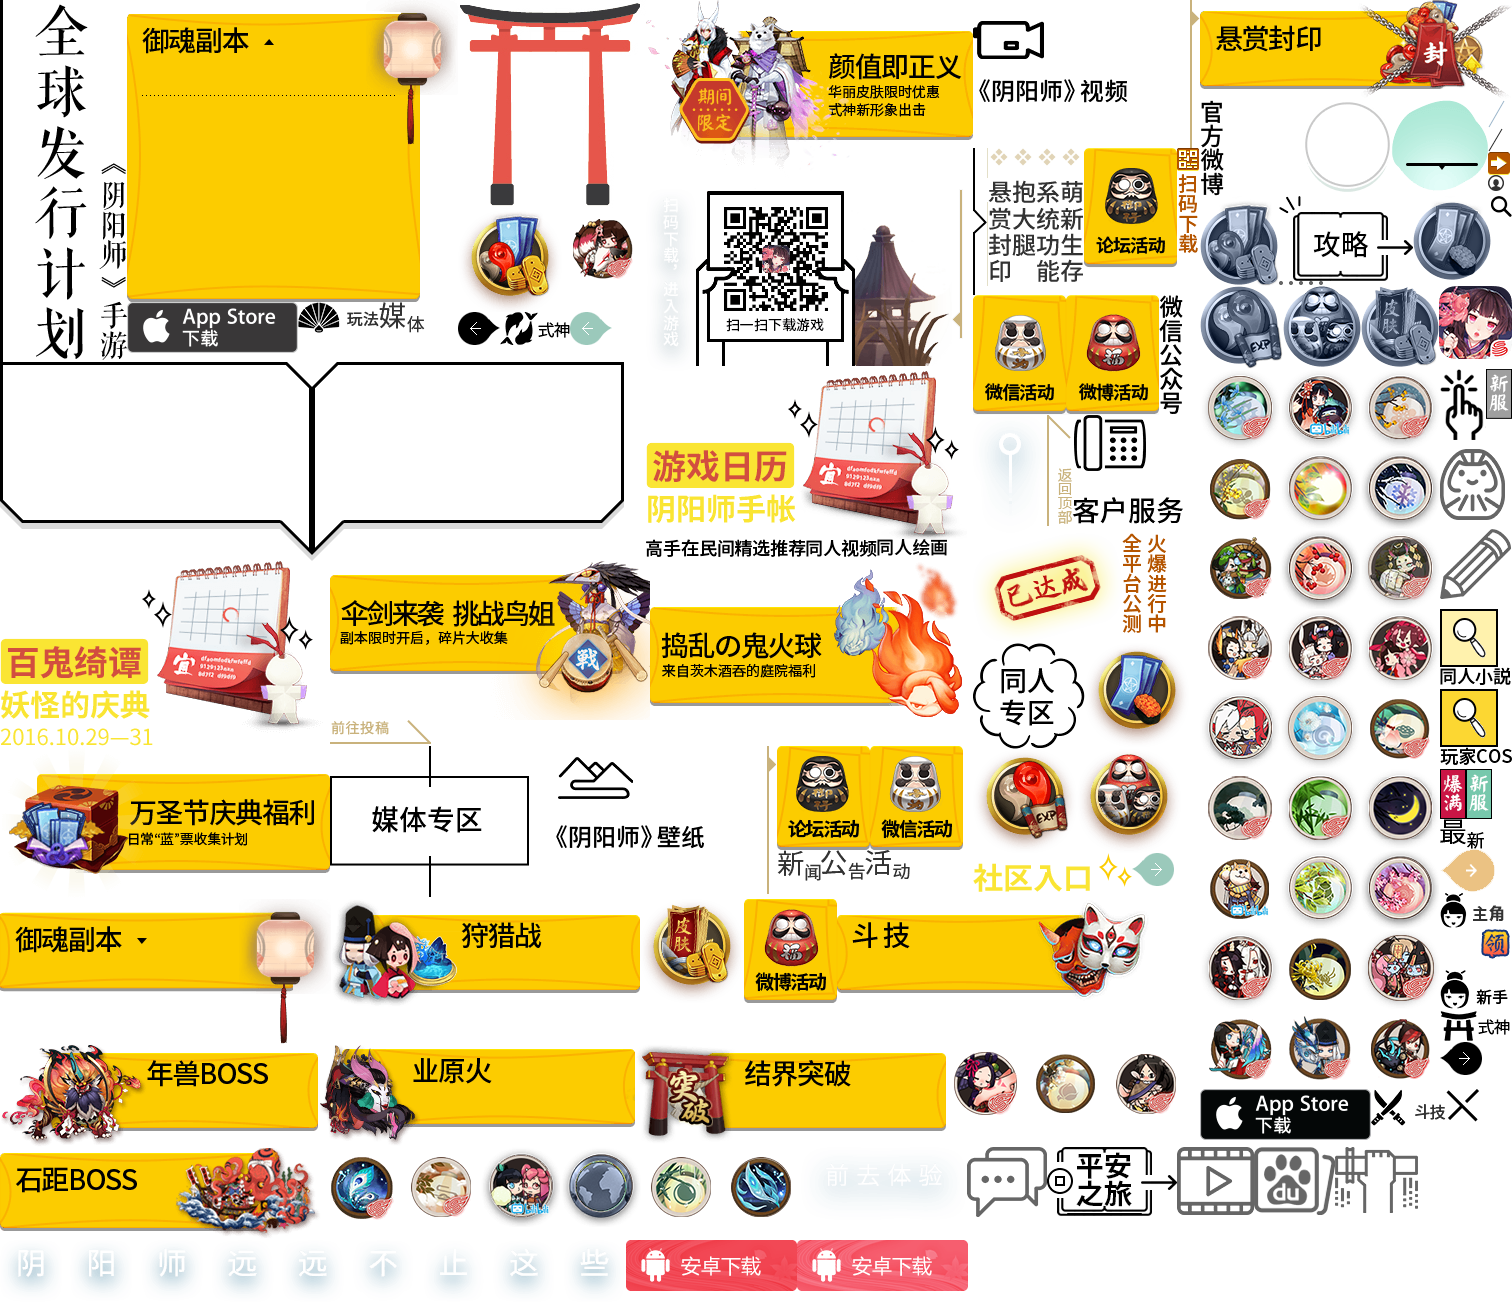 全球发行计划
《阴阳师》手游
御魂副本
App Store
下载
玩法
媒体
式神
颜值即正义
华丽皮肤限时优惠
式神新形象出击
期间
限定
《阴阳师》视频
悬赏封印
封
官方微博
扫码下载，进入游戏
扫一扫下载游戏
悬赏封印
抱大腿
系统功能
萌新生存
论坛活动
扫码下载
攻略
微信活动
微博活动
微信公众号
EXP
皮肤
新服
游戏日历
阴阳师手帐
宜
高手在民间精选推荐同人视频同人绘画
返回顶部
客户服务
已达成
火爆进行中
全平台公测
百鬼绮谭
妖怪的庆典
2016.10.29—31
宜
伞剑来袭 挑战鸟姐
副本限时开启，碎片大收集
战
捣乱の鬼火球
来自茨木酒吞的庭院福利
同人
专区
同人小説
玩家COS
前往投稿
万圣节庆典福利
日常“蓝”票收集计划
媒体专区
《阴阳师》壁纸
论坛活动
微信活动
新闻
公告
活动
EXP
社区入口
爆满
新服
最新
主角
领
御魂副本
狩猎战
皮肤
微博活动
斗技
新手
式神
年兽BOSS
业原火
突破
结界突破
App Store
下载
斗技
石距BOSS
前去体验
平安
之旅
du
阴阳师远远不止这些
安卓下载
安卓下载